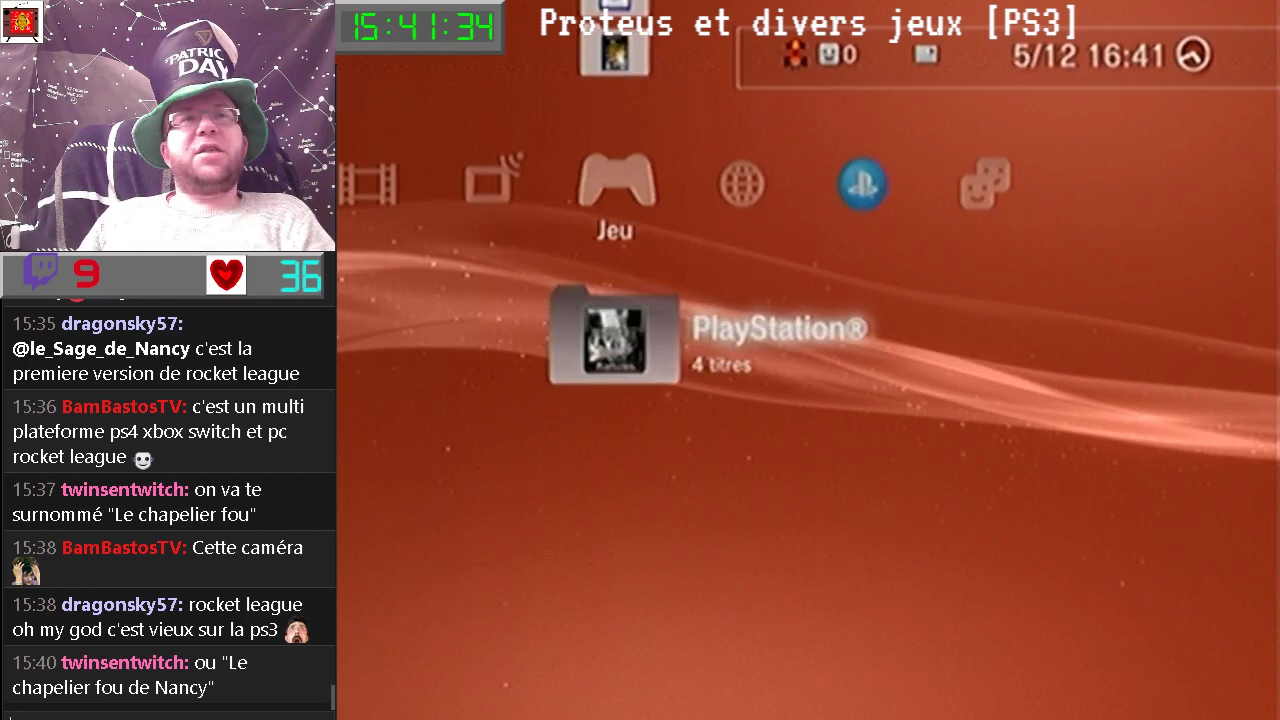 PATRIC
DAY
15:41:34
Proteus et divers jeux [PS3]
0
5/12 16:41
Jeu
PlayStation®
4 titres
9
36
15:35 dragonsky57:
@le_Sage_de_Nancy c'est la
premiere version de rocket league
15:36 BamBastosTV: c'est un multi
plateforme ps4 xbox switch et pc
rocket league
15:37 twinsentwitch: on va te
surnommé "Le chapelier fou"
15:38 BamBastosTV: Cette caméra
15:38 dragonsky57: rocket league
oh my god c'est vieux sur la ps3
15:40 twinsentwitch: ou "Le
chapelier fou de Nancy"